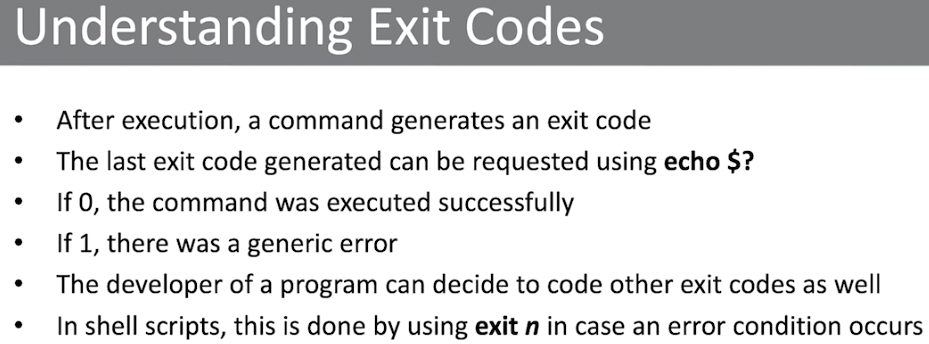 Understanding Exit Codes
• After execution, a command generates an exit code
• The last exit code generated can be requested using echo $?
• If 0, the command was executed successfully
• If 1, there was a generic error
• The developer of a program can decide to code other exit codes as well
• In shell scripts, this is done by using exit n in case an error condition occurs